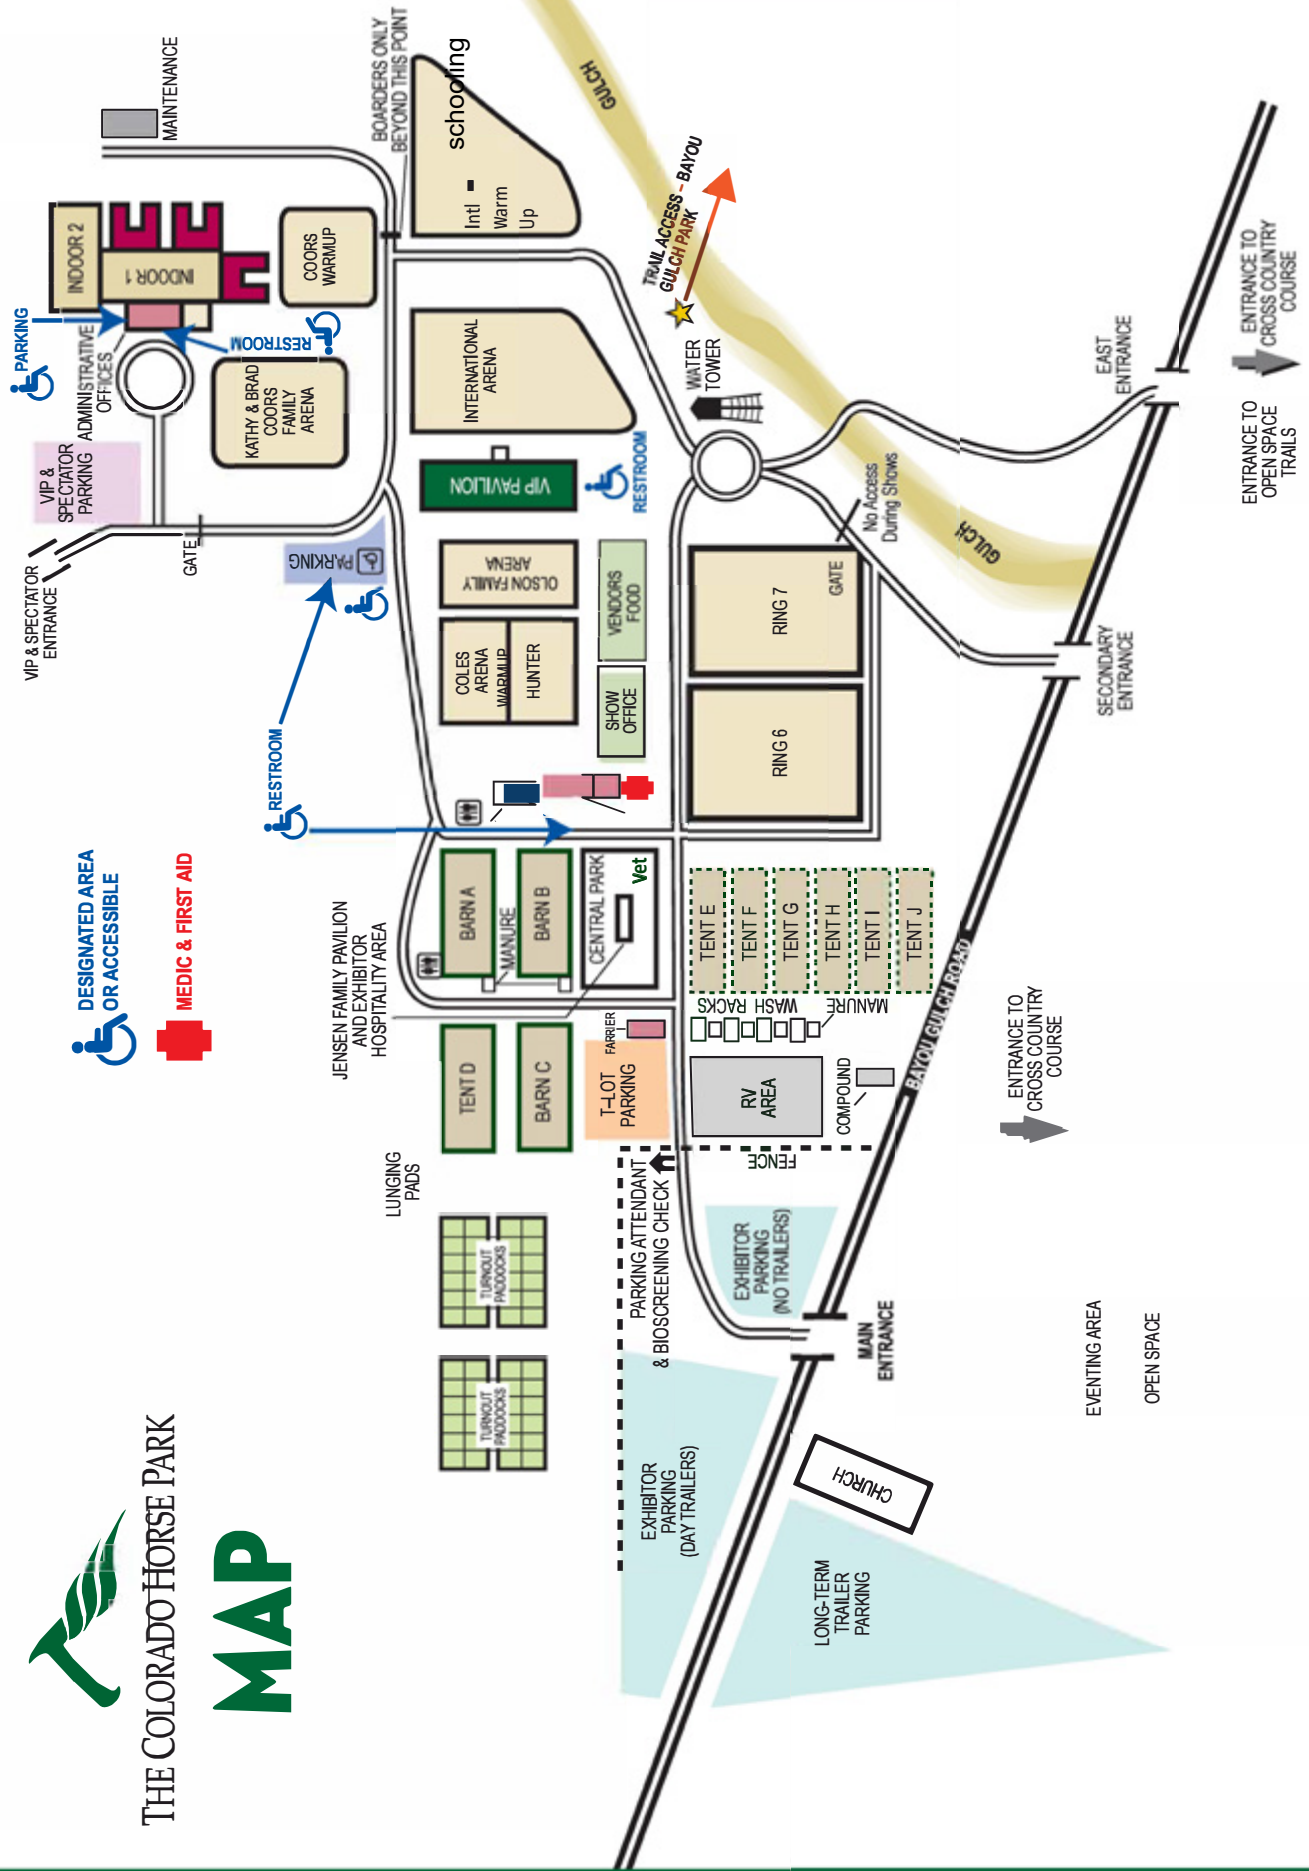 THE COLORADO HORSE PARK
MAP
DESIGNATED AREA
OR ACCESSIBLE
MEDIC & FIRST AID
VIP & SPECTATOR
ENTRANCE
VIP &
SPECTATOR
PARKING
GATE
PARKING
ADMINISTRATIVE
OFFICES
INDOOR 2
INDOOR 1
MAINTENANCE
RESTROOM
KATHY & BRAD
COORS
FAMILY
ARENA
COORS
WARMUP
BOARDERS ONLY
BEYOND THIS POINT
RESTROOM
PARKING
JENSEN FAMILY PAVILION
AND EXHIBITOR
HOSPITALITY AREA
LUNGING
PADS
TURNOUT
PADDOCKS
TURNOUT
PADDOCKS
TENT D
BARN C
BARN A
MANURE
BARN B
CENTRAL PARK
Vet
COLES
ARENA
WARMUP
HUNTER
OLSON FAMILY
ARENA
VIP PAVILION
INTERNATIONAL
ARENA
schooling
Intl -
Warm
Up
SHOW
OFFICE
VENDORS
FOOD
RESTROOM
GULCH
TRAIL ACCESS – BAYOU
GULCH PARK
WATER
TOWER
FARRIER
T-LOT
PARKING
PARKING ATTENDANT
& BIOSCREENING CHECK
FENCE
RV
AREA
COMPOUND
WASH RACKS
MANURE
TENT E
TENT F
TENT G
TENT H
TENT I
TENT J
RING 6
RING 7
GATE
No Access
During Shows
GULCH
EXHIBITOR
PARKING
(DAY TRAILERS)
EXHIBITOR
PARKING
(NO TRAILERS)
MAIN
ENTRANCE
BAYOU GULCH ROAD
SECONDARY
ENTRANCE
EAST
ENTRANCE
CHURCH
LONG-TERM
TRAILER
PARKING
ENTRANCE TO
CROSS COUNTRY
COURSE
EVENTING AREA
OPEN SPACE
ENTRANCE TO
OPEN SPACE
TRAILS
ENTRANCE TO
CROSS COUNTRY
COURSE